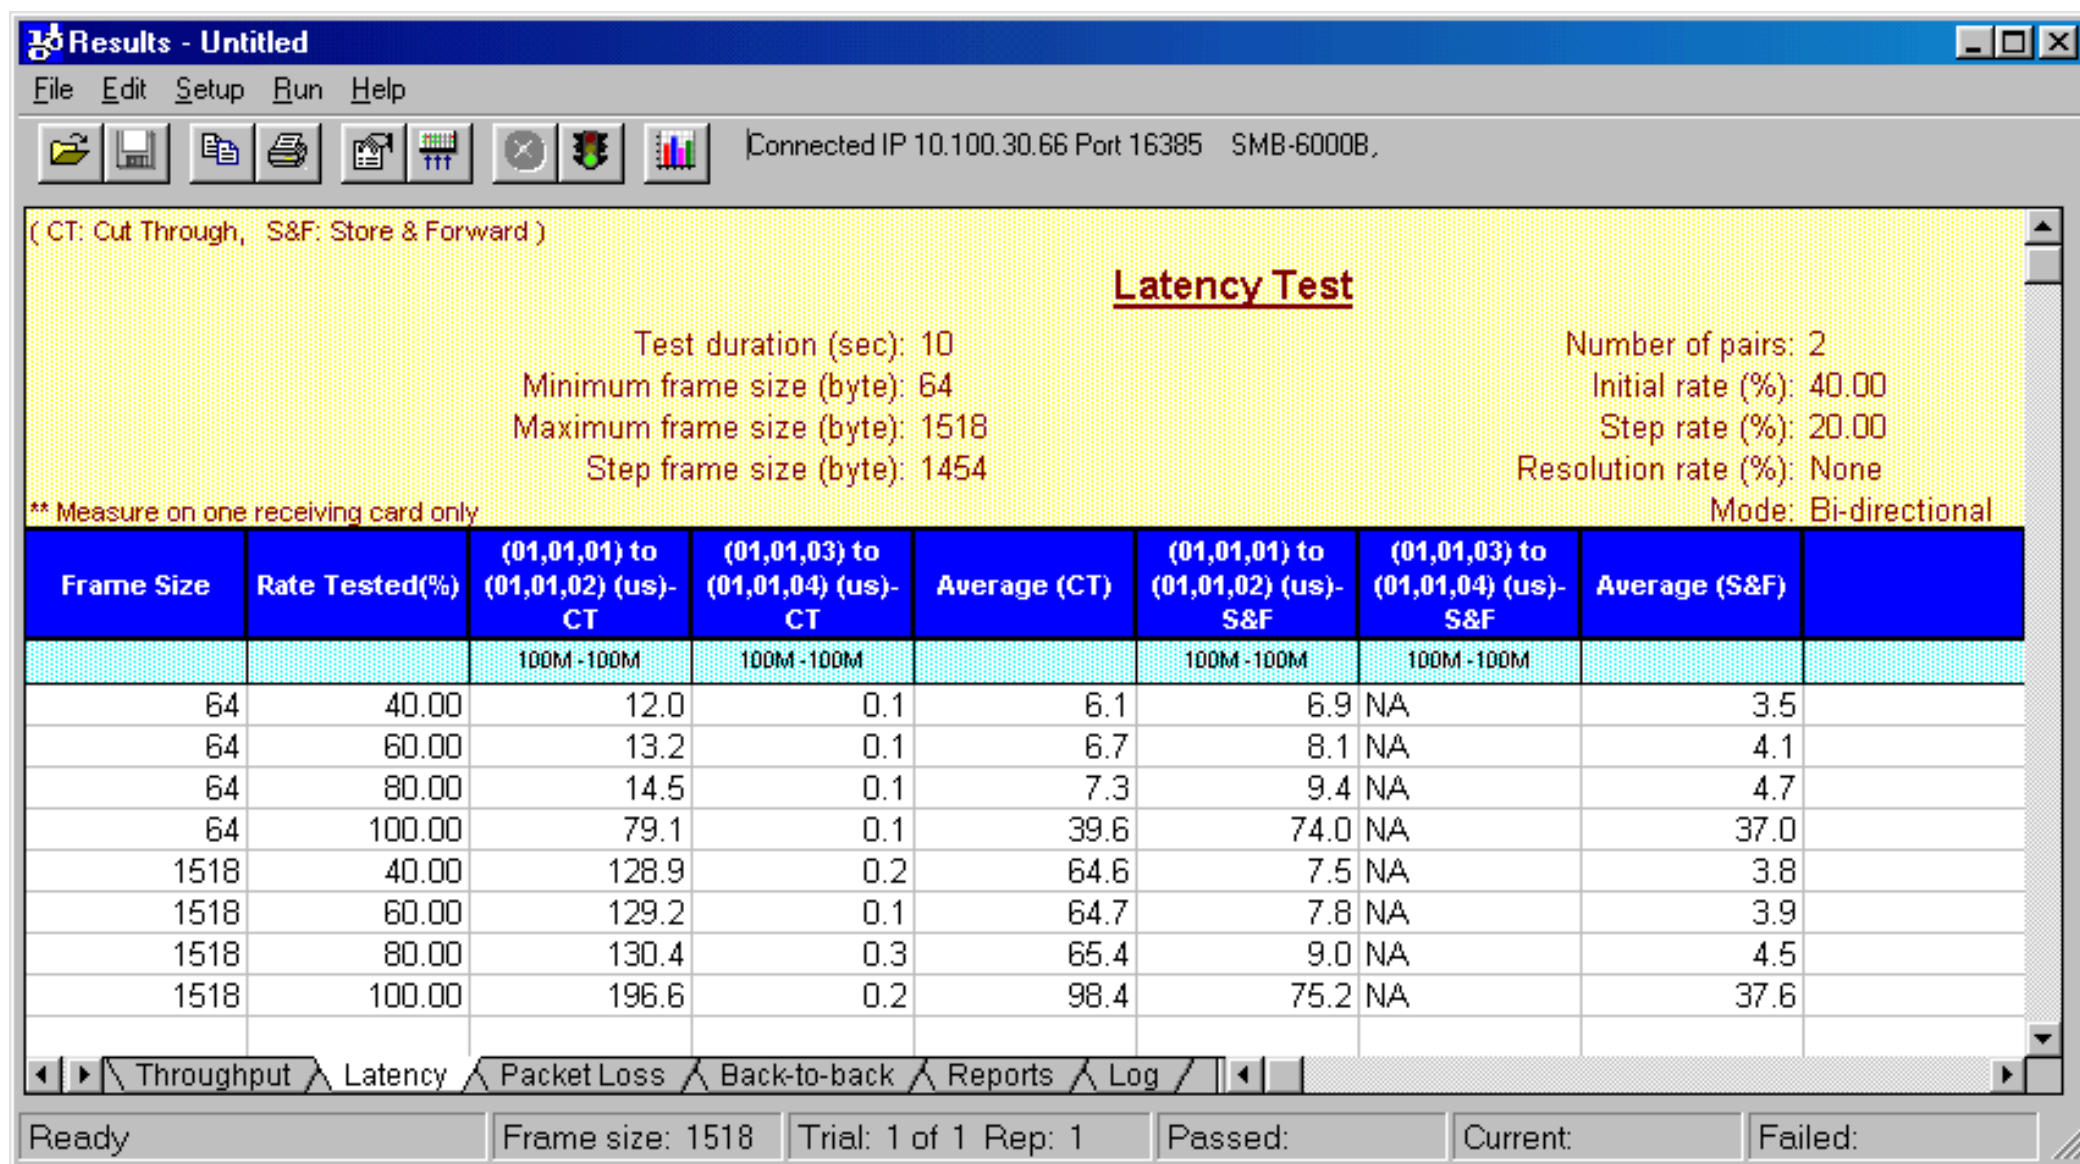 Results - Untitled
File Edit Setup Run Help
Connected IP 10.100.30.66 Port 16385 SMB-6000B,
( CT: Cut Through, S&F: Store & Forward )
Latency Test
Test duration (sec): 10 Number of pairs: 2
Minimum frame size (byte): 64 Initial rate (%): 40.00
Maximum frame size (byte): 1518 Step rate (%): 20.00
Step frame size (byte): 1454 Resolution rate (%): None
** Measure on one receiving card only Mode: Bi-directional
Frame Size Rate Tested(%) (01,01,01) to (01,01,02) (us)-CT (01,01,03) to (01,01,04) (us)-CT Average (CT) (01,01,01) to (01,01,02) (us)-S&F (01,01,03) to (01,01,04) (us)-S&F Average (S&F)
100M -100M 100M -100M 100M -100M 100M -100M
64 40.00 12.0 0.1 6.1 6.9 NA 3.5
64 60.00 13.2 0.1 6.7 8.1 NA 4.1
64 80.00 14.5 0.1 7.3 9.4 NA 4.7
64 100.00 79.1 0.1 39.6 74.0 NA 37.0
1518 40.00 128.9 0.2 64.6 7.5 NA 3.8
1518 60.00 129.2 0.1 64.7 7.8 NA 3.9
1518 80.00 130.4 0.3 65.4 9.0 NA 4.5
1518 100.00 196.6 0.2 98.4 75.2 NA 37.6
Throughput Latency Packet Loss Back-to-back Reports Log
Ready Frame size: 1518 Trial: 1 of 1 Rep: 1 Passed: Current: Failed: